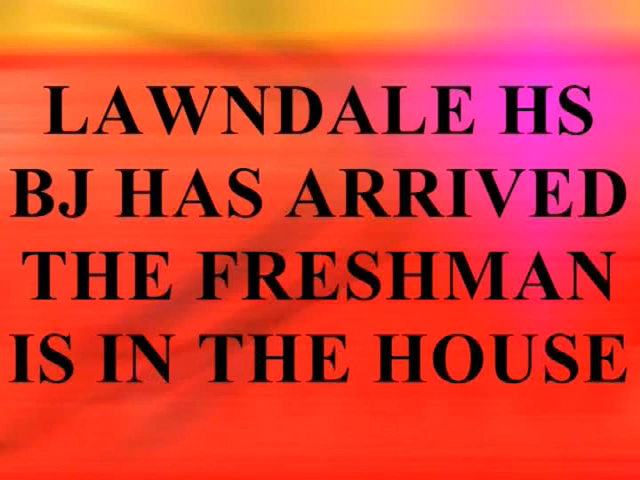 LAWNDALE HS
BJ HAS ARRIVED
THE FRESHMAN
IS IN THE HOUSE